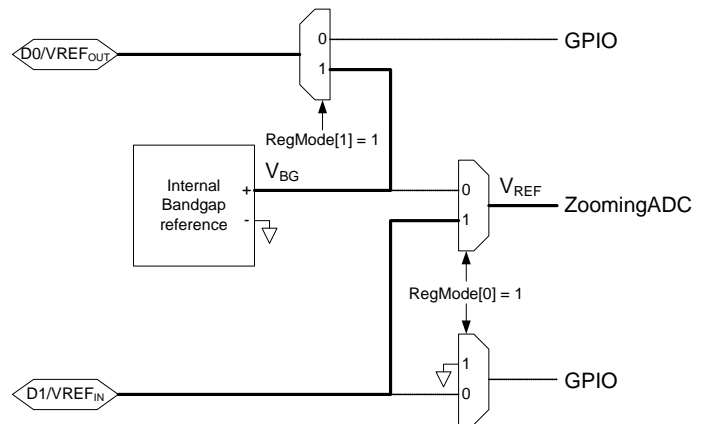 D0/VREFOUT
0
1
GPIO
RegMode[1] = 1
Internal
Bandgap
reference
+
-
VBG
0
1
VREF
ZoomingADC
RegMode[0] = 1
D1/VREFIN
1
0
GPIO